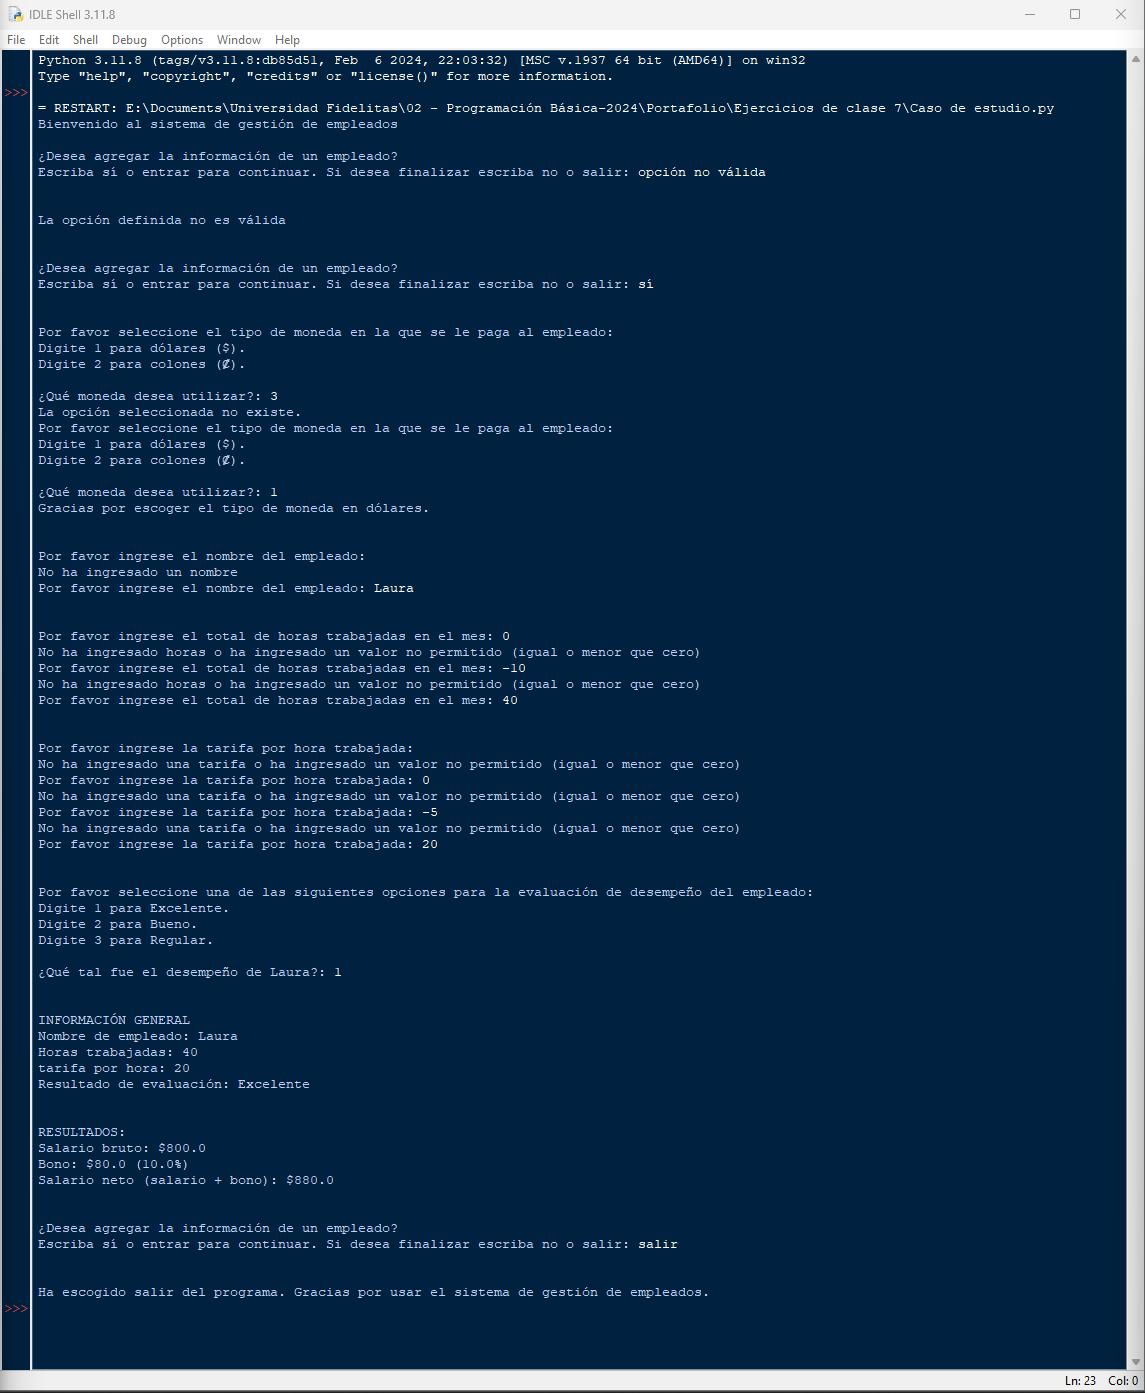 IDLE Shell 3.11.8
File Edit Shell Debug Options Window Help
Python 3.11.8 (tags/v3.11.8:db85d51, Feb  6 2024, 22:03:32) [MSC v.1937 64 bit (AMD64)] on win32
Type "help", "copyright", "credits" or "license()" for more information.
>>>
= RESTART: E:\Documents\Universidad Fidelitas\02 - Programación Básica-2024\Portafolio\Ejercicios de clase 7\Caso de estudio.py
Bienvenido al sistema de gestión de empleados
¿Desea agregar la información de un empleado?
Escriba sí o entrar para continuar. Si desea finalizar escriba no o salir: opción no válida
La opción definida no es válida
¿Desea agregar la información de un empleado?
Escriba sí o entrar para continuar. Si desea finalizar escriba no o salir: sí
Por favor seleccione el tipo de moneda en la que se le paga al empleado:
Digite 1 para dólares ($).
Digite 2 para colones (₡).
¿Qué moneda desea utilizar?: 3
La opción seleccionada no existe.
Por favor seleccione el tipo de moneda en la que se le paga al empleado:
Digite 1 para dólares ($).
Digite 2 para colones (₡).
¿Qué moneda desea utilizar?: 1
Gracias por escoger el tipo de moneda en dólares.
Por favor ingrese el nombre del empleado:
No ha ingresado un nombre
Por favor ingrese el nombre del empleado: Laura
Por favor ingrese el total de horas trabajadas en el mes: 0
No ha ingresado horas o ha ingresado un valor no permitido (igual o menor que cero)
Por favor ingrese el total de horas trabajadas en el mes: -10
No ha ingresado horas o ha ingresado un valor no permitido (igual o menor que cero)
Por favor ingrese el total de horas trabajadas en el mes: 40
Por favor ingrese la tarifa por hora trabajada:
No ha ingresado una tarifa o ha ingresado un valor no permitido (igual o menor que cero)
Por favor ingrese la tarifa por hora trabajada: 0
No ha ingresado una tarifa o ha ingresado un valor no permitido (igual o menor que cero)
Por favor ingrese la tarifa por hora trabajada: -5
No ha ingresado una tarifa o ha ingresado un valor no permitido (igual o menor que cero)
Por favor ingrese la tarifa por hora trabajada: 20
Por favor seleccione una de las siguientes opciones para la evaluación de desempeño del empleado:
Digite 1 para Excelente.
Digite 2 para Bueno.
Digite 3 para Regular.
¿Qué tal fue el desempeño de Laura?: 1
INFORMACIÓN GENERAL
Nombre de empleado: Laura
Horas trabajadas: 40
tarifa por hora: 20
Resultado de evaluación: Excelente
RESULTADOS:
Salario bruto: $800.0
Bono: $80.0 (10.0%)
Salario neto (salario + bono): $880.0
¿Desea agregar la información de un empleado?
Escriba sí o entrar para continuar. Si desea finalizar escriba no o salir: salir
Ha escogido salir del programa. Gracias por usar el sistema de gestión de empleados.
>>>
Ln: 23 Col: 0